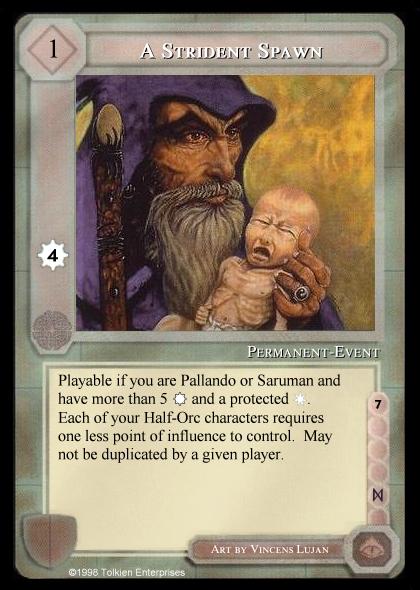 1
A Strident Spawn
4
Permanent-Event
Playable if you are Pallando or Saruman and
have more than 5 and a protected .
Each of your Half-Orc characters requires
one less point of influence to control. May
not be duplicated by a given player.
7
ᛞ
Art by Vincens Lujan
©1998 Tolkien Enterprises